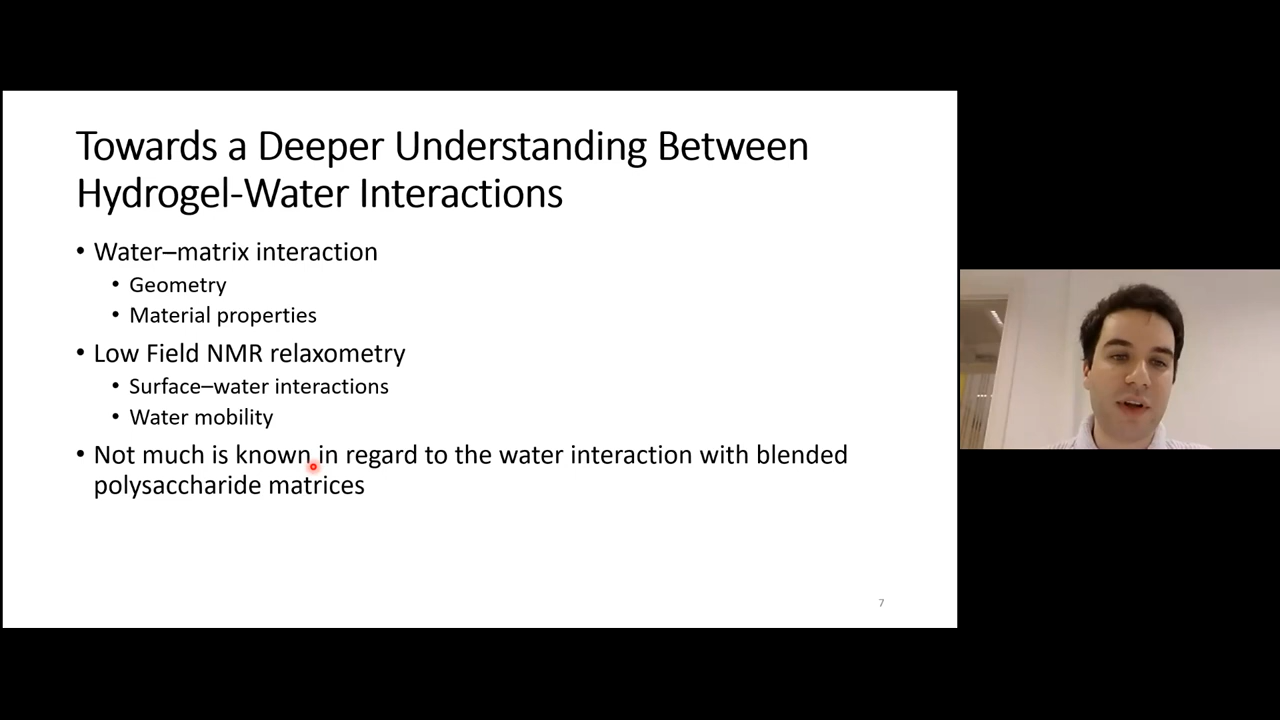 Towards a Deeper Understanding Between
Hydrogel-Water Interactions
• Water–matrix interaction
• Geometry
• Material properties
• Low Field NMR relaxometry
• Surface–water interactions
• Water mobility
• Not much is known in regard to the water interaction with blended
polysaccharide matrices
7